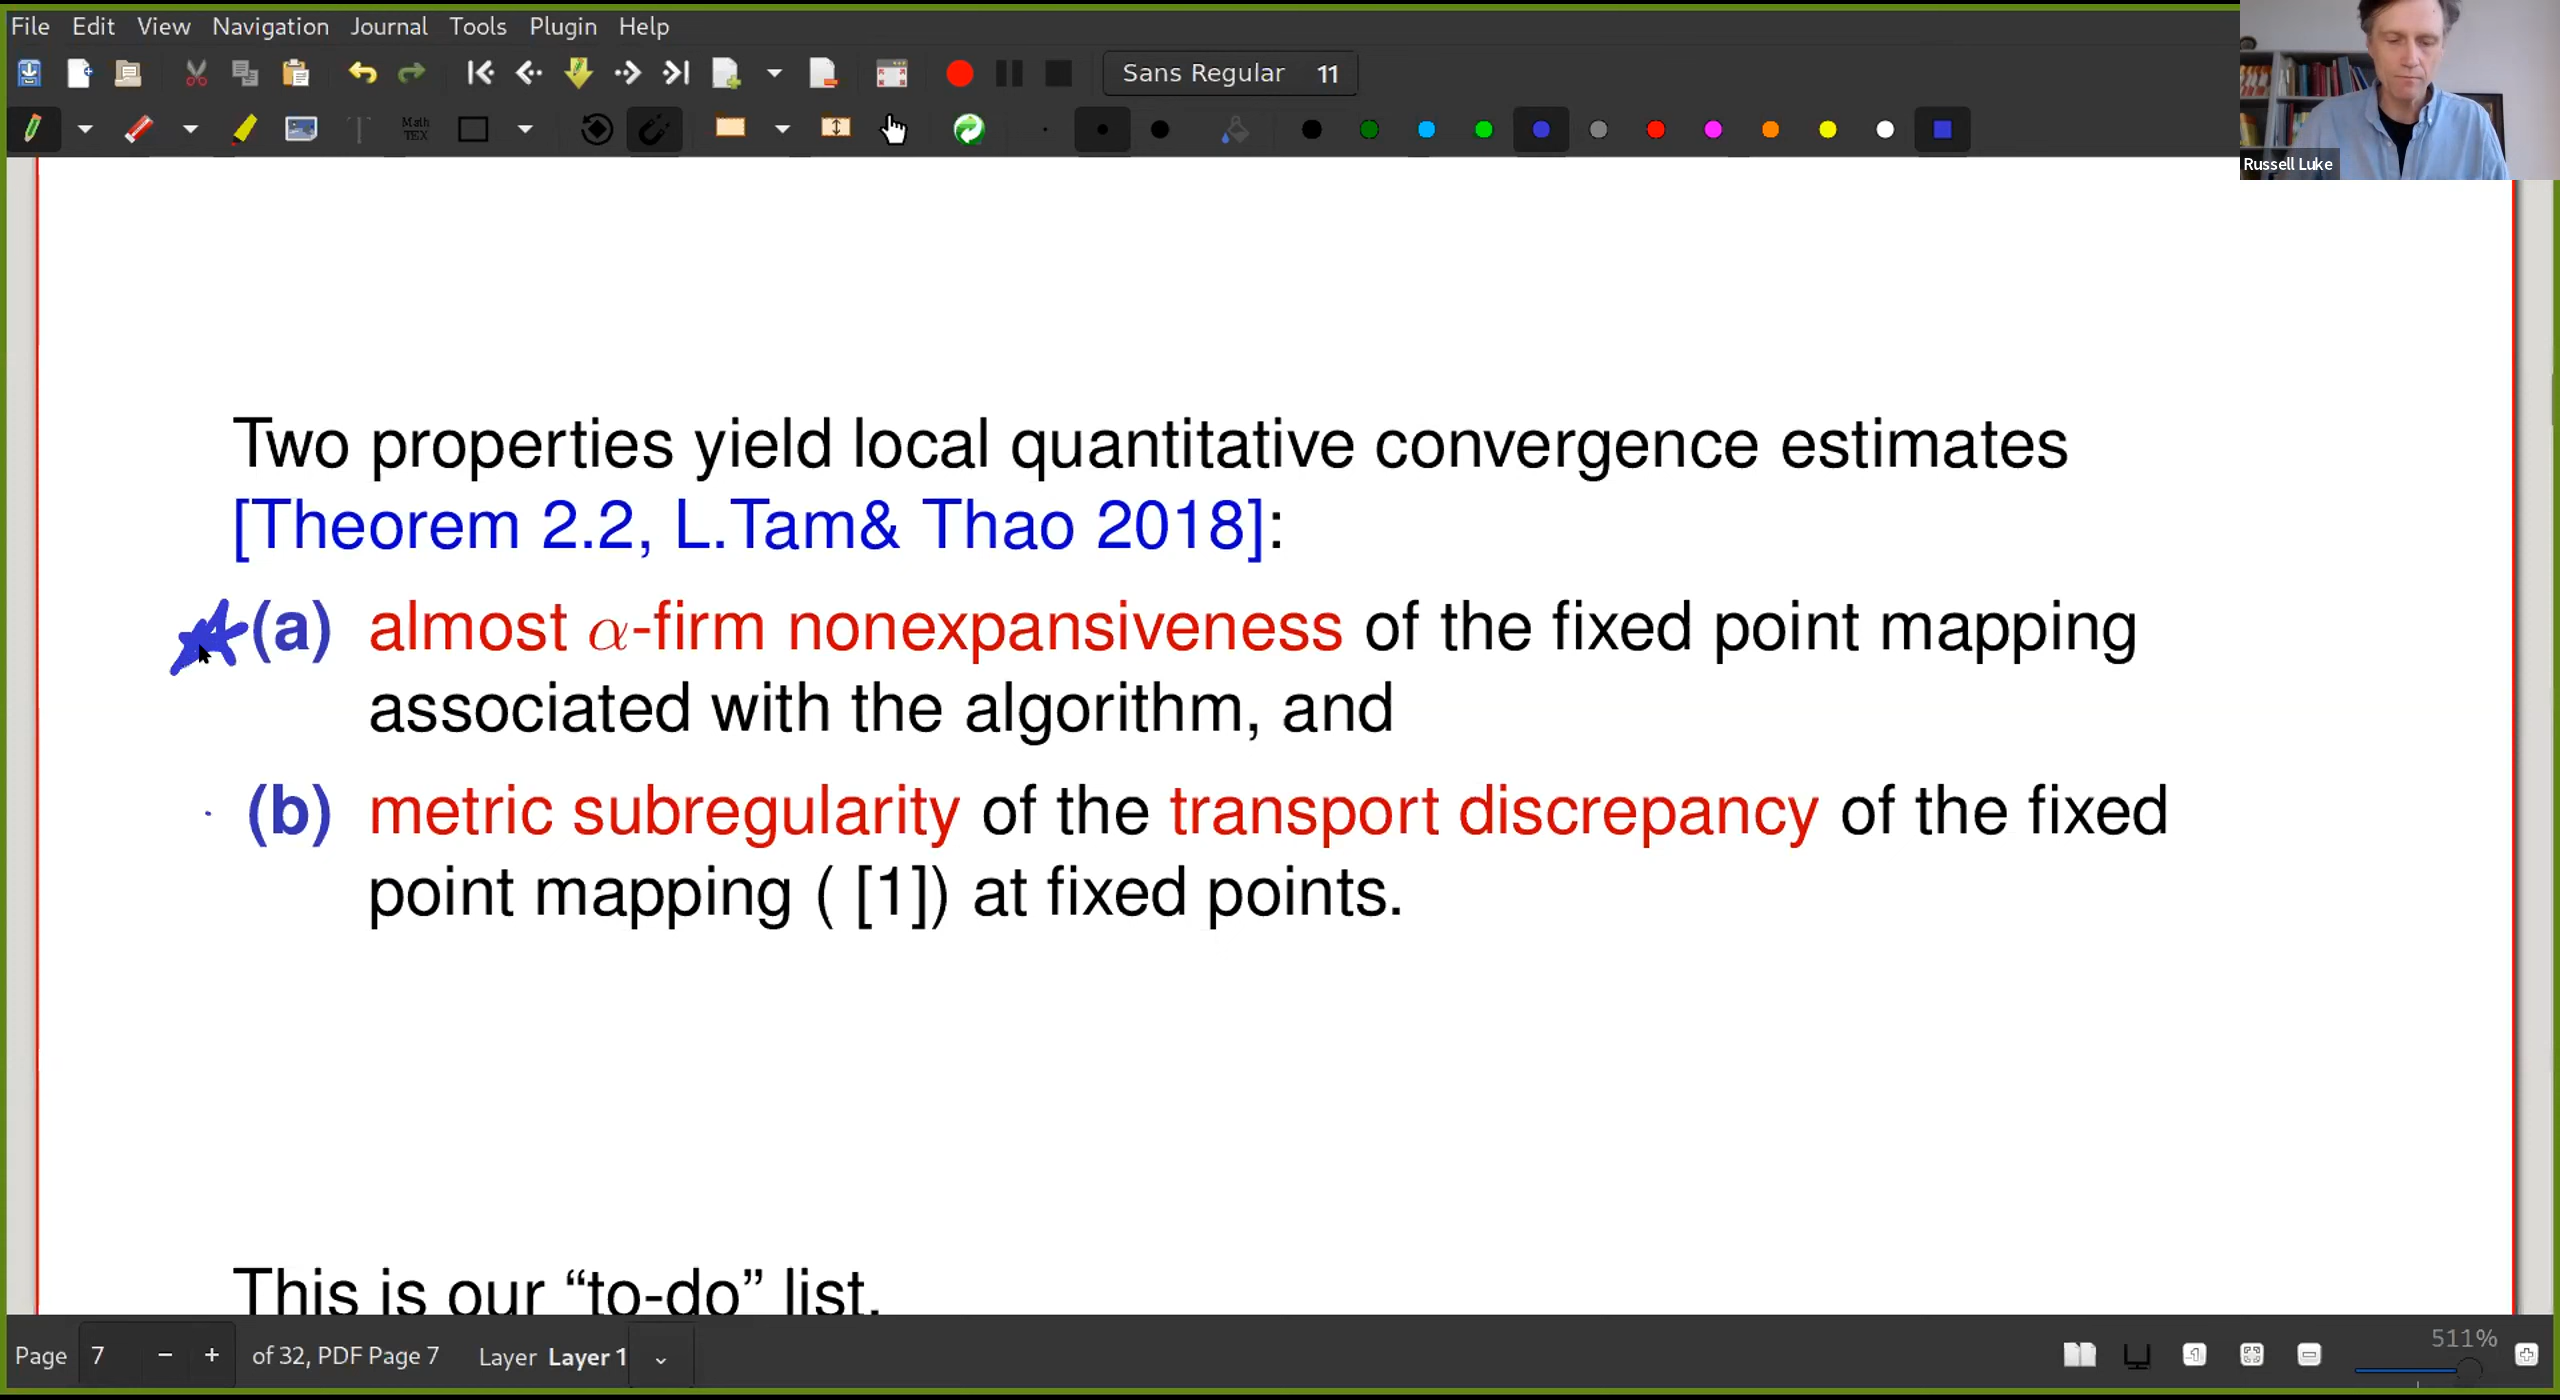 File Edit View Navigation Journal Tools Plugin Help
Sans Regular 11
Math
TEX
Russell Luke
Two properties yield local quantitative convergence estimates
[Theorem 2.2, L.Tam& Thao 2018]:
(a) almost α-firm nonexpansiveness of the fixed point mapping
associated with the algorithm, and
(b) metric subregularity of the transport discrepancy of the fixed
point mapping ( [1]) at fixed points.
This is our “to-do” list.
Page 7 − + of 32, PDF Page 7 Layer Layer 1
511%